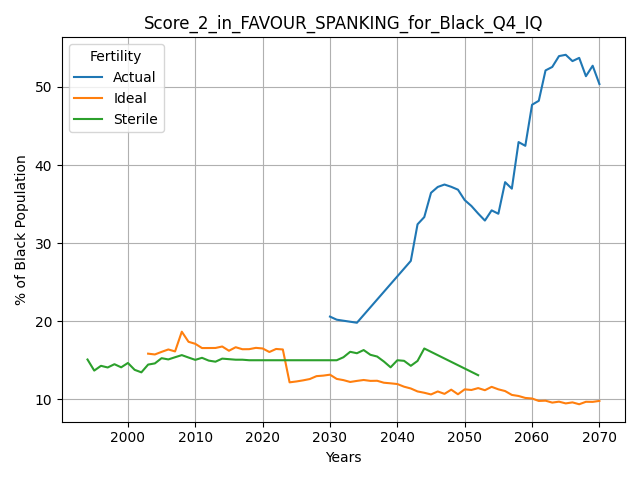 Score_2_in_FAVOUR_SPANKING_for_Black_Q4_IQ
Fertility
Actual
Ideal
Sterile
% of Black Population
50
40
30
20
10
2000 2010 2020 2030 2040 2050 2060 2070
Years